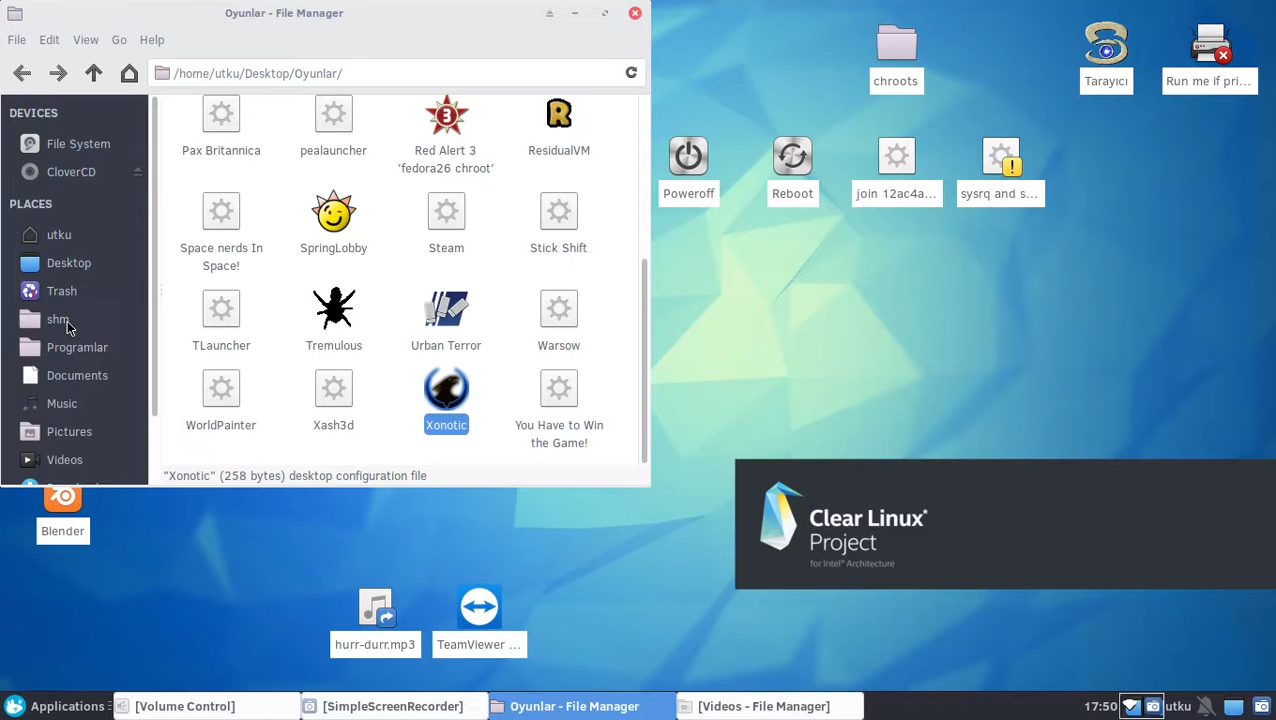 Oyunlar - File Manager
File Edit View Go Help
/home/utku/Desktop/Oyunlar/
DEVICES
File System
CloverCD
PLACES
utku
Desktop
Trash
shm
Programlar
Documents
Music
Pictures
Videos
Pax Britannica
pealauncher
Red Alert 3
'fedora26 chroot'
3
R
ResidualVM
Space nerds In
Space!
SpringLobby
Steam
Stick Shift
TLauncher
Tremulous
Urban Terror
Warsow
WorldPainter
Xash3d
Xonotic
You Have to Win
the Game!
"Xonotic" (258 bytes) desktop configuration file
chroots
Tarayıcı
Run me if pri...
Poweroff
Reboot
join 12ac4a...
sysrq and s...
Blender
hurr-durr.mp3
TeamViewer ...
Clear Linux*
Project
for Intel® Architecture
Applications
[Volume Control]
[SimpleScreenRecorder]
Oyunlar - File Manager
[Videos - File Manager]
17:50
utku